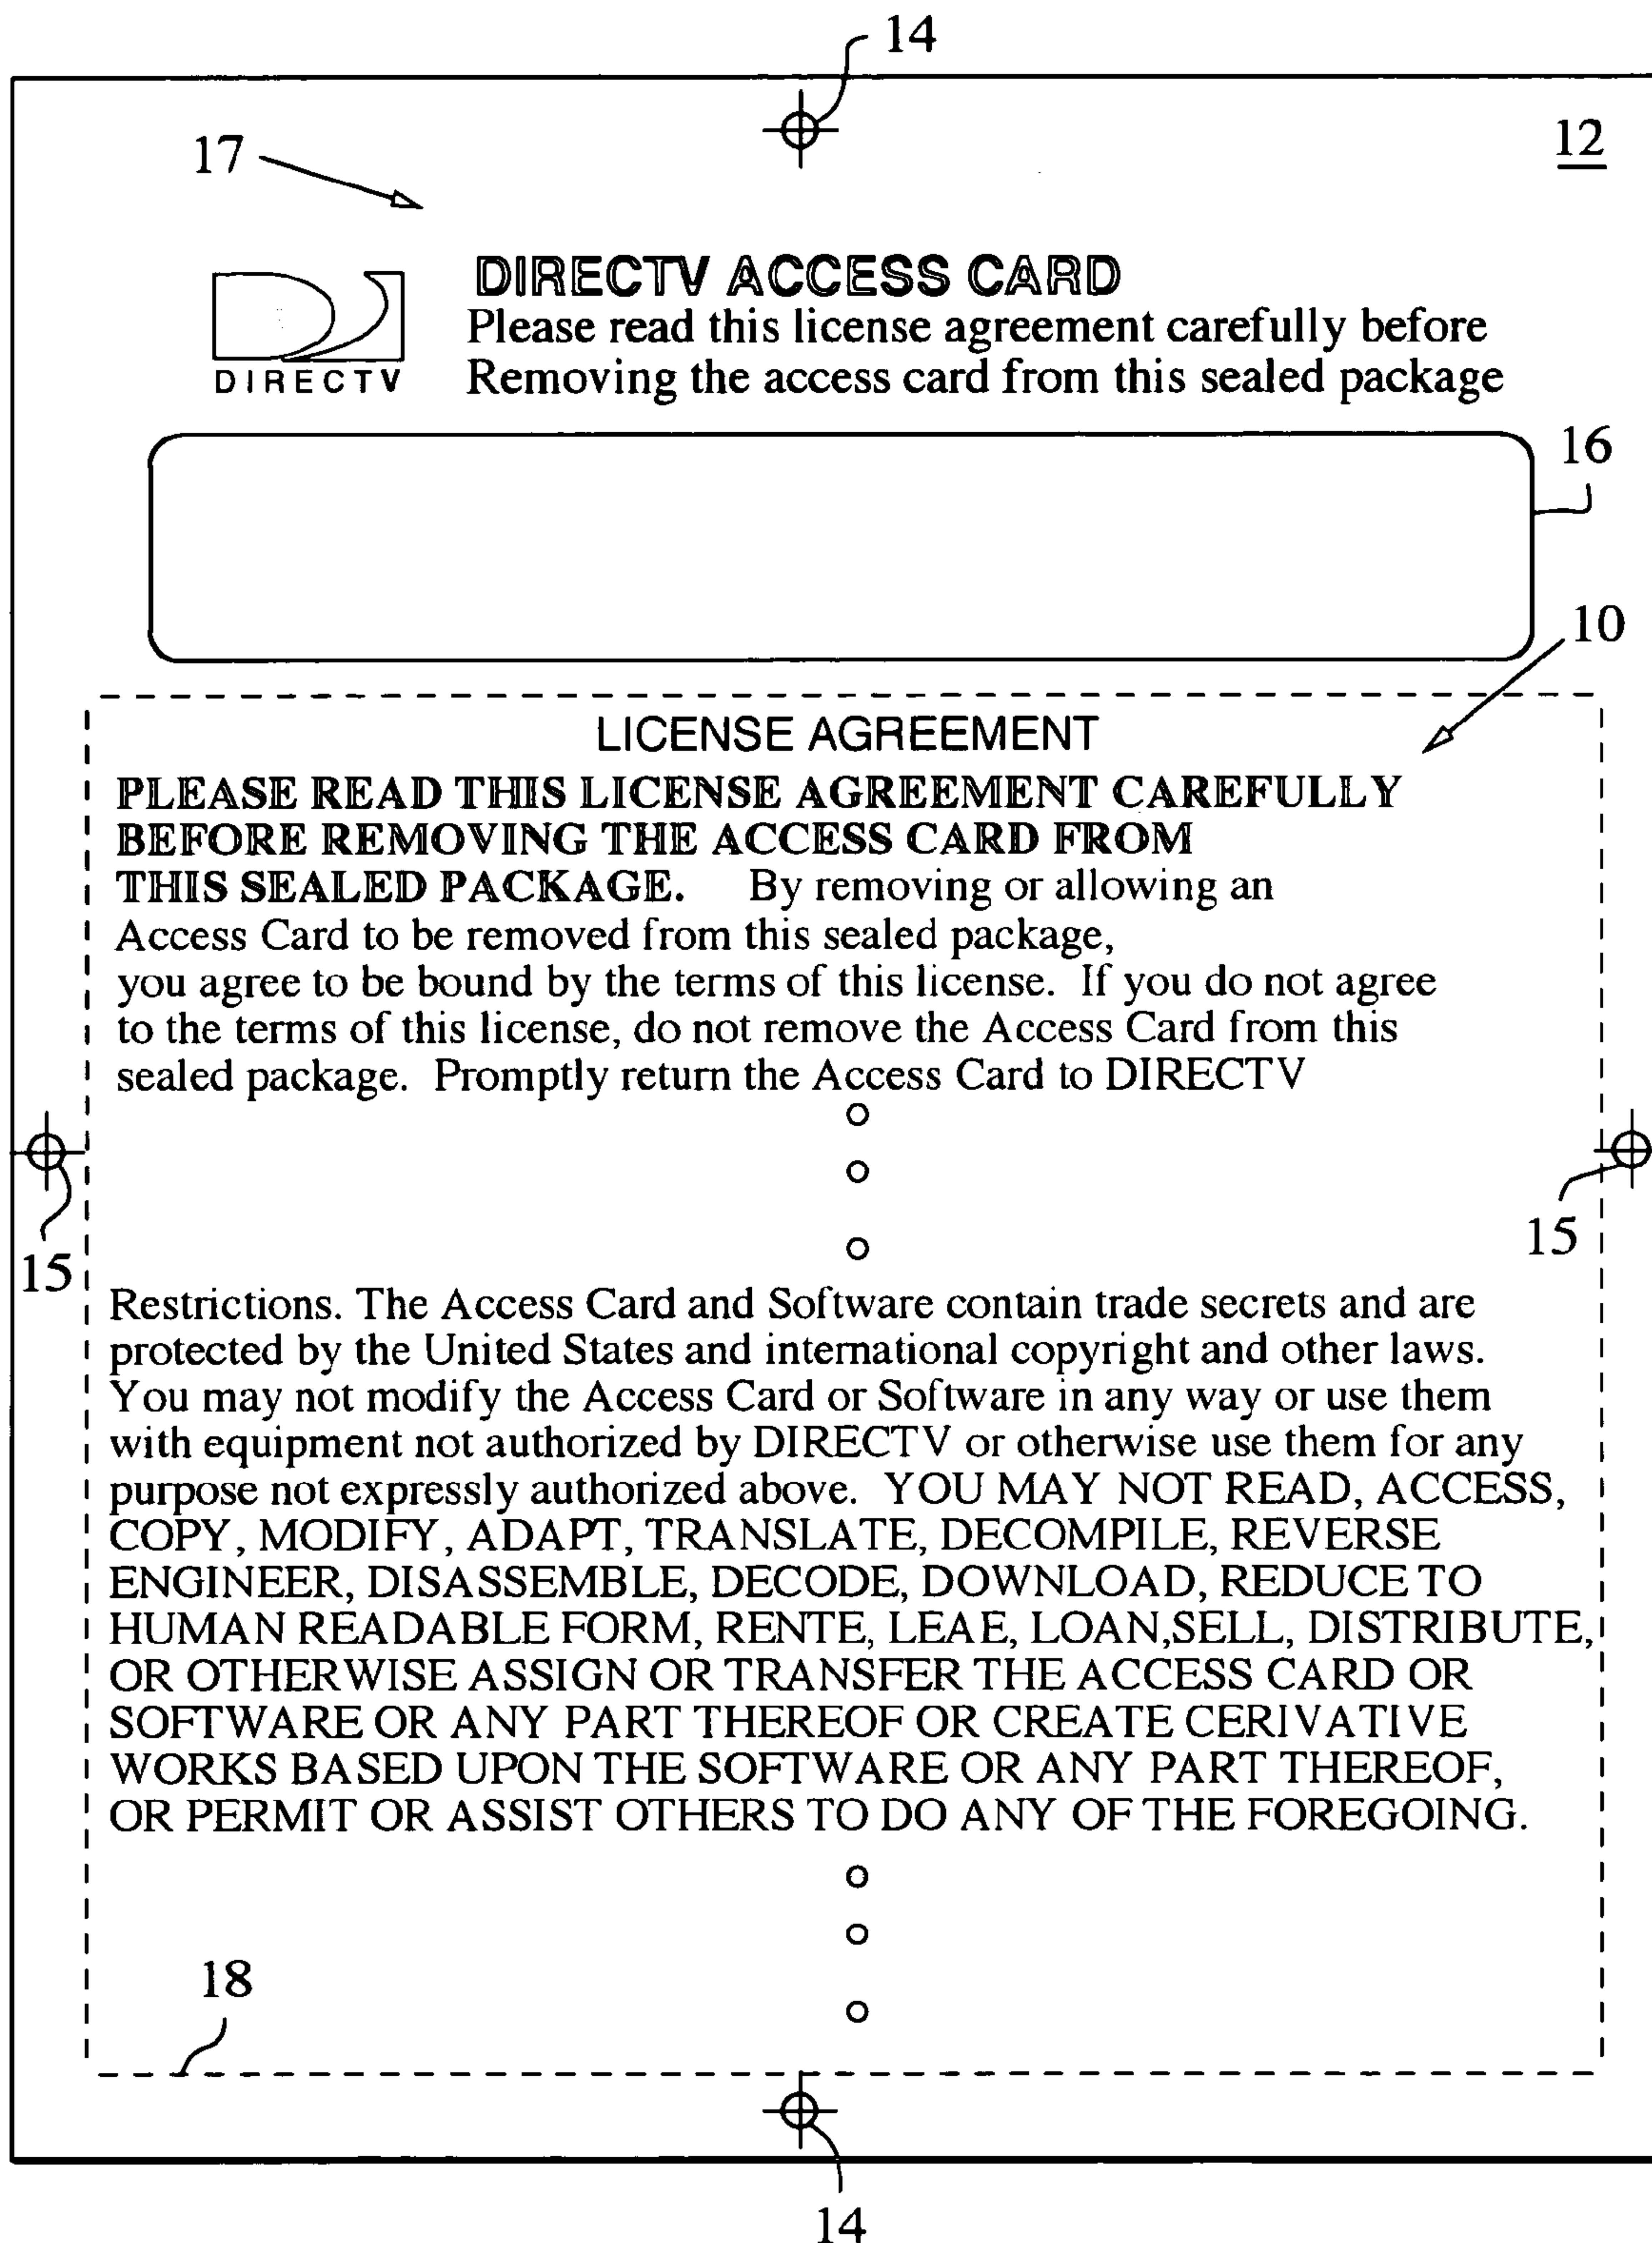 14
17
12
DIRECTV ACCESS CARD
Please read this license agreement carefully before
DIRECTV
Removing the access card from this sealed package
16
10
LICENSE AGREEMENT
PLEASE READ THIS LICENSE AGREEMENT CAREFULLY
BEFORE REMOVING THE ACCESS CARD FROM
THIS SEALED PACKAGE. By removing or allowing an
Access Card to be removed from this sealed package,
you agree to be bound by the terms of this license. If you do not agree
to the terms of this license, do not remove the Access Card from this
sealed package. Promptly return the Access Card to DIRECTV
15
15
Restrictions. The Access Card and Software contain trade secrets and are
protected by the United States and international copyright and other laws.
You may not modify the Access Card or Software in any way or use them
with equipment not authorized by DIRECTV or otherwise use them for any
purpose not expressly authorized above. YOU MAY NOT READ, ACCESS,
COPY, MODIFY, ADAPT, TRANSLATE, DECOMPILE, REVERSE
ENGINEER, DISASSEMBLE, DECODE, DOWNLOAD, REDUCE TO
HUMAN READABLE FORM, RENTE, LEAE, LOAN,SELL, DISTRIBUTE,
OR OTHERWISE ASSIGN OR TRANSFER THE ACCESS CARD OR
SOFTWARE OR ANY PART THEREOF OR CREATE CERIVATIVE
WORKS BASED UPON THE SOFTWARE OR ANY PART THEREOF,
OR PERMIT OR ASSIST OTHERS TO DO ANY OF THE FOREGOING.
18
14